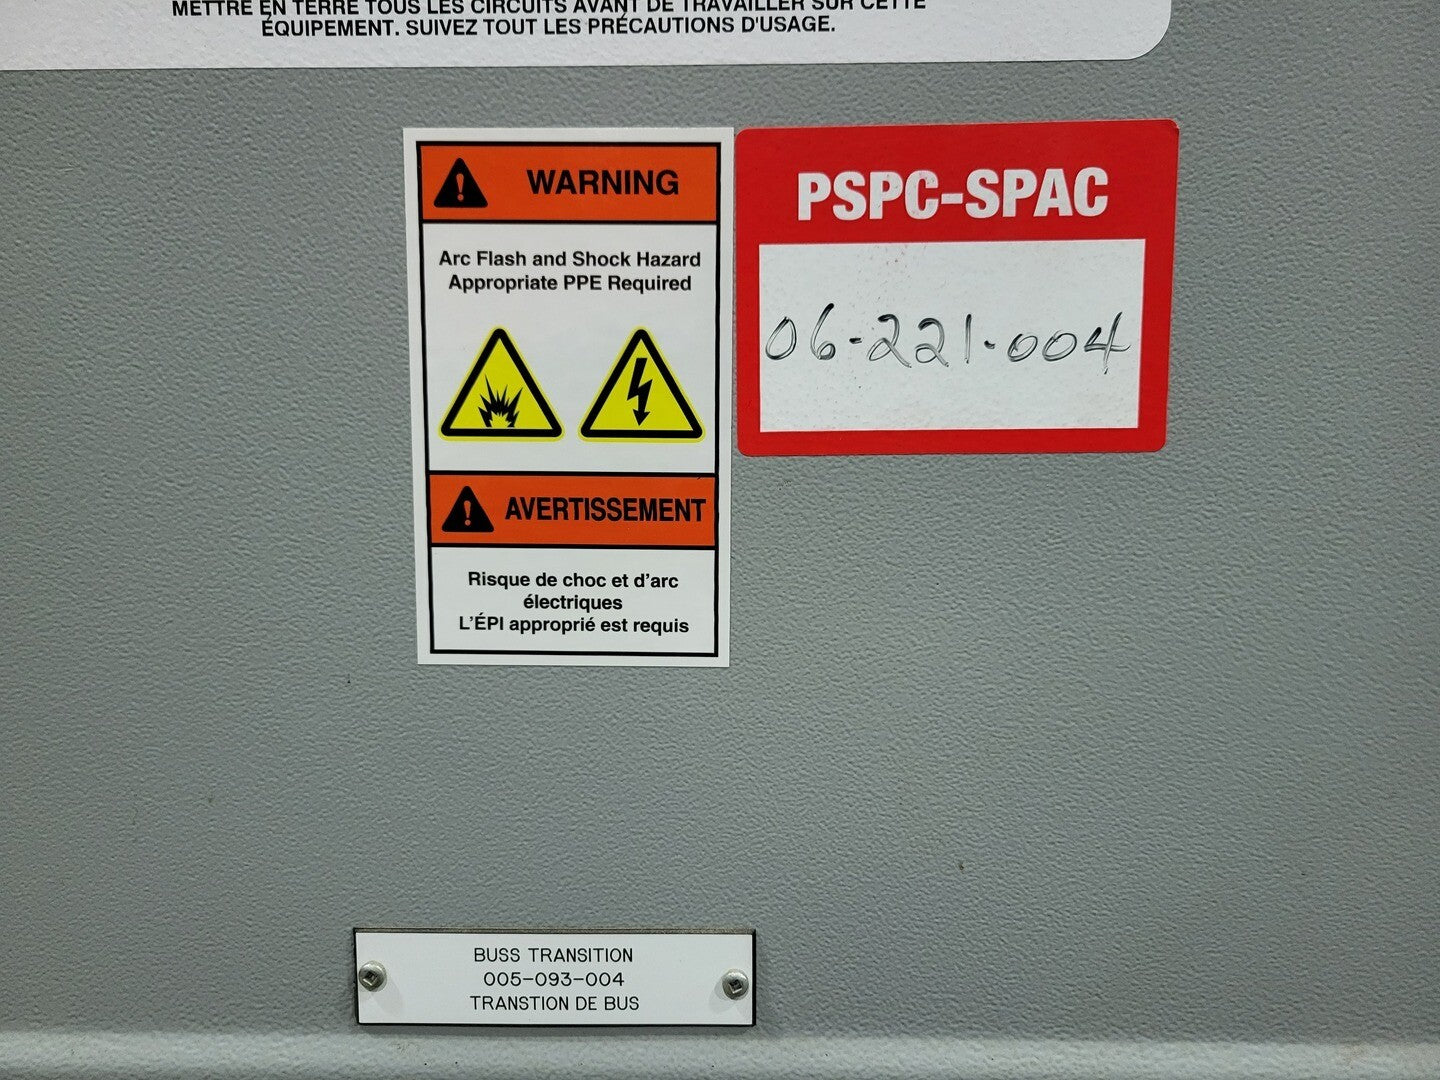 METTRE EN TERRE TOUS LES CIRCUITS AVANT DE TRAVAILLER SUR CETTE
ÉQUIPEMENT. SUIVEZ TOUT LES PRÉCAUTIONS D'USAGE.
WARNING
Arc Flash and Shock Hazard
Appropriate PPE Required
AVERTISSEMENT
Risque de choc et d'arc
électriques
L'ÉPI approprié est requis
PSPC-SPAC
06-221-004
BUSS TRANSITION
005-093-004
TRANSTION DE BUS